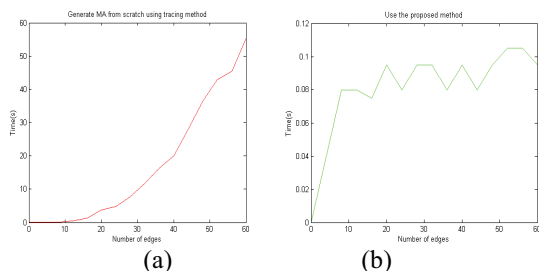 Generate MA from scratch using tracing method
60
50
40
30
20
10
0
Time(s)
0 10 20 30 40 50 60
Number of edges
(a)
Use the proposed method
0.12
0.1
0.08
0.06
0.04
0.02
0
Time(s)
0 10 20 30 40 50 60
Number of edges
(b)